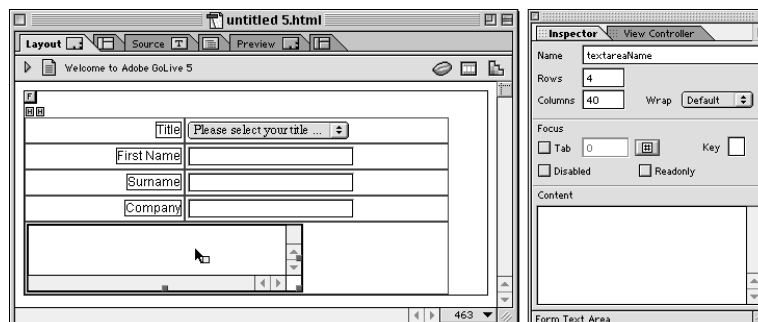 untitled 5.html
Layout Source T Preview
Welcome to Adobe GoLive 5
F
H H
Title Please select your title ...
First Name
Surname
Company
463
Inspector View Controller
Name textareaName
Rows 4
Columns 40 Wrap Default
Focus
Tab 0 # Key
Disabled Readonly
Content
Form Text Area